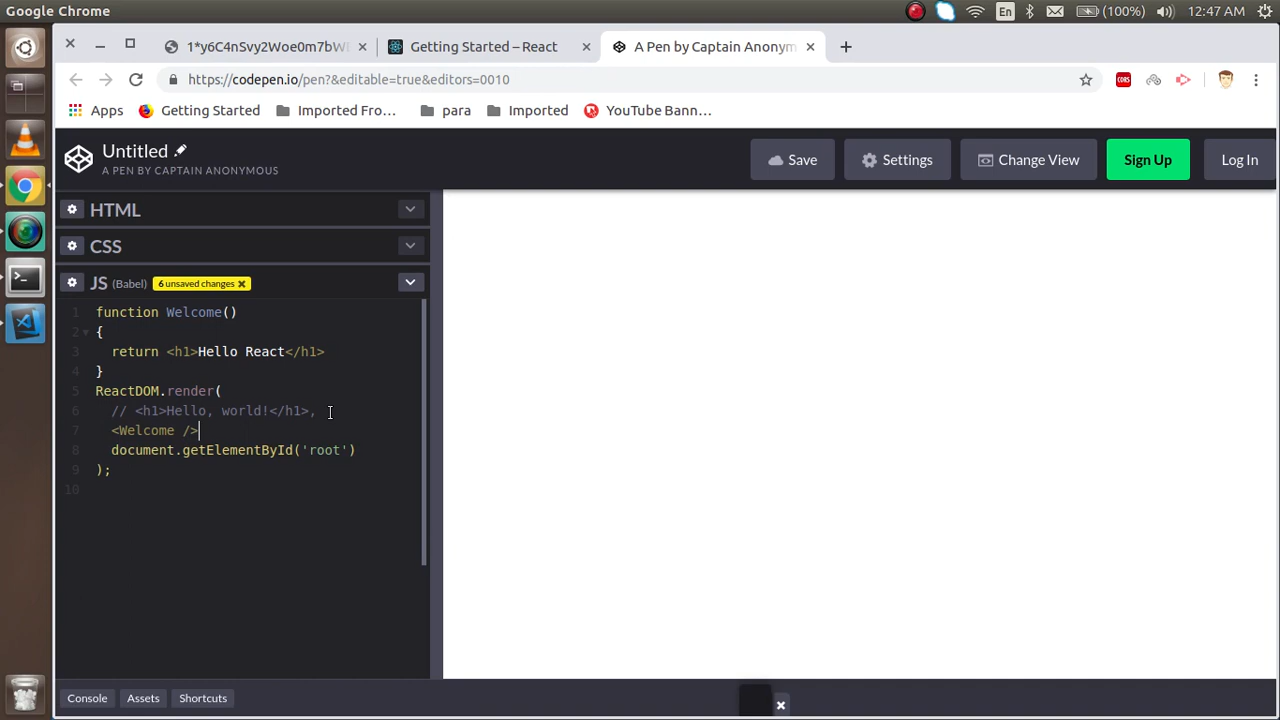 Google Chrome
En
(100%)
12:47 AM
1*y6C4nSvy2Woe0m7bWl
Getting Started – React
A Pen by Captain Anonym
https://codepen.io/pen?&editable=true&editors=0010
CORS
Apps
Getting Started
Imported Fro...
para
Imported
YouTube Bann...
Untitled
A PEN BY CAPTAIN ANONYMOUS
Save
Settings
Change View
Sign Up
Log In
HTML
CSS
JS (Babel) 6 unsaved changes ×
1 function Welcome()
2 {
3 return <h1>Hello React</h1>
4 }
5 ReactDOM.render(
6 // <h1>Hello, world!</h1>,
7 <Welcome />
8 document.getElementById('root')
9 );
10
Console
Assets
Shortcuts